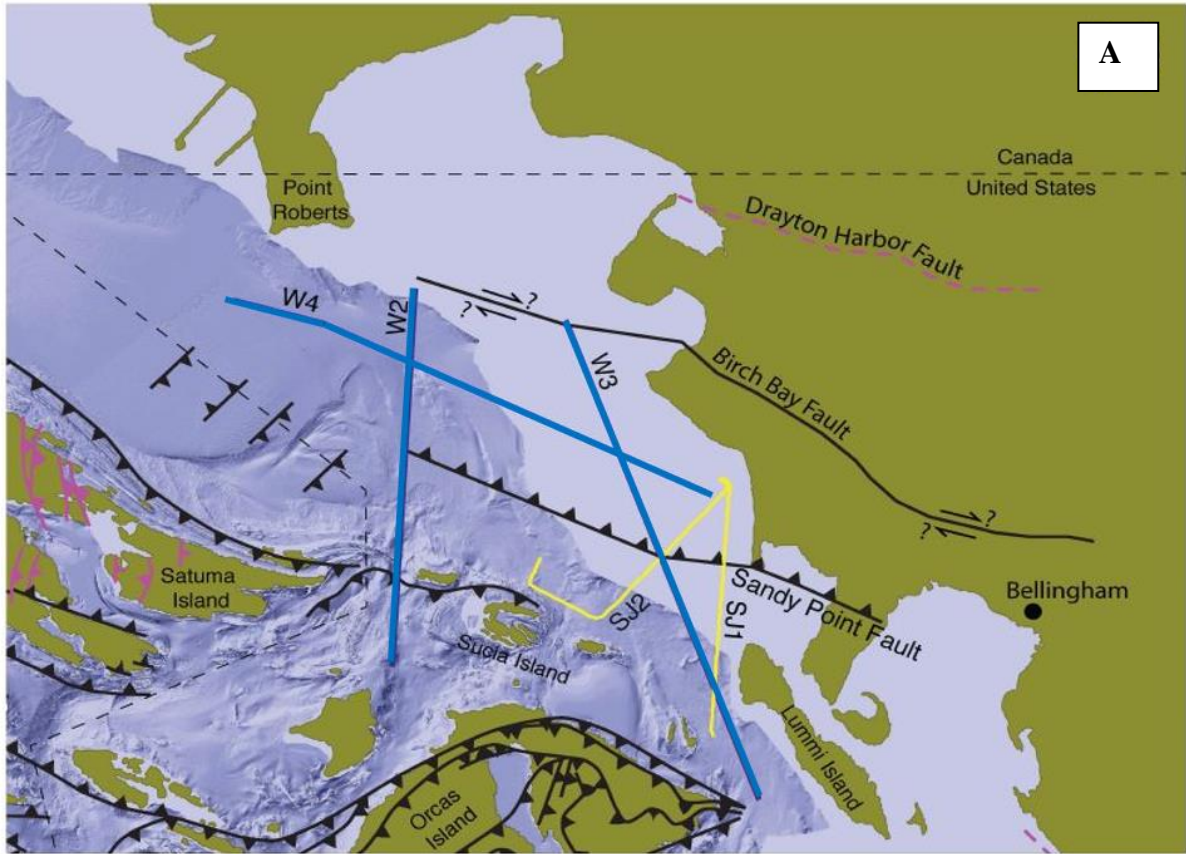 A
Canada
United States
Point
Roberts
Drayton Harbor Fault
W4
W2
?
?
W3
Birch Bay Fault
?
?
Satuma
Island
Sandy Point Fault
Bellingham
SJ2
SJ1
Sucia Island
Lummi Island
Orcas
Island